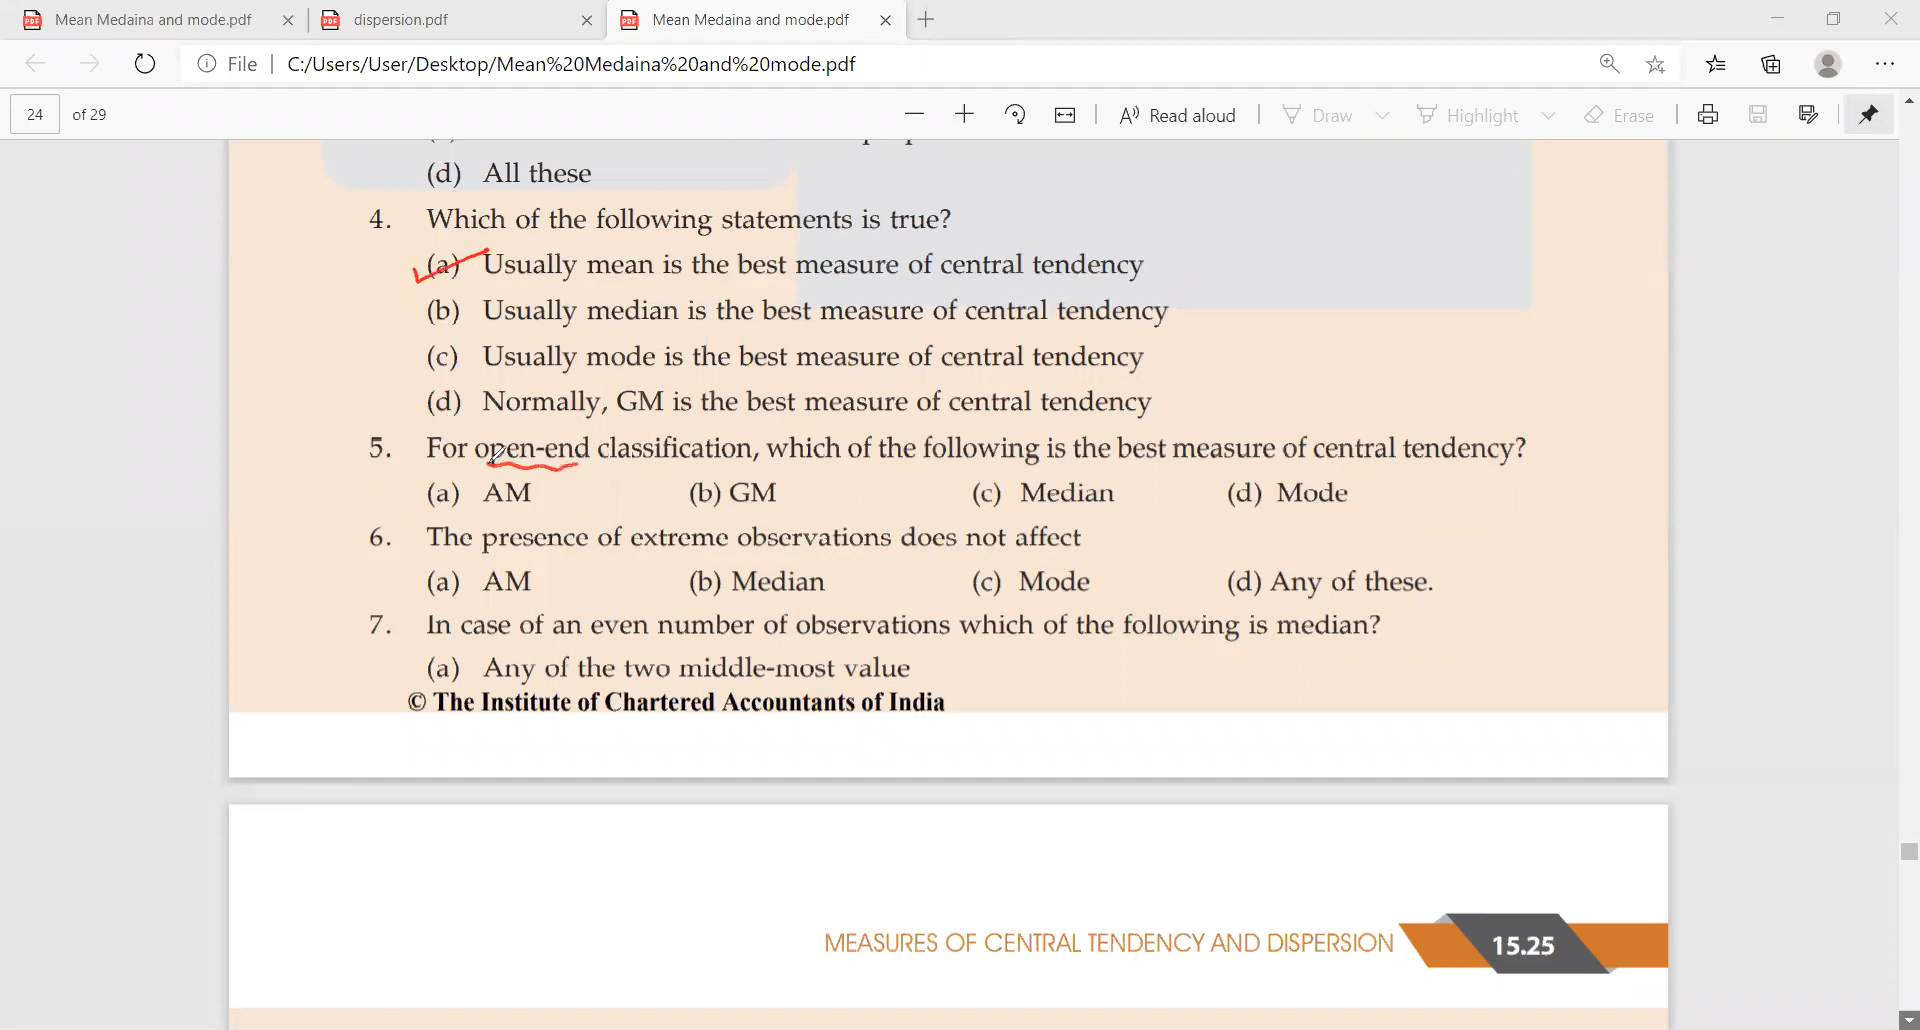 Mean Medaina and mode.pdf
dispersion.pdf
Mean Medaina and mode.pdf
File
C:/Users/User/Desktop/Mean%20Medaina%20and%20mode.pdf
24 of 29
Read aloud
Draw
Highlight
Erase
(d) All these
4. Which of the following statements is true?
(a) Usually mean is the best measure of central tendency
(b) Usually median is the best measure of central tendency
(c) Usually mode is the best measure of central tendency
(d) Normally, GM is the best measure of central tendency
5. For open-end classification, which of the following is the best measure of central tendency?
(a) AM (b) GM (c) Median (d) Mode
6. The presence of extreme observations does not affect
(a) AM (b) Median (c) Mode (d) Any of these.
7. In case of an even number of observations which of the following is median?
(a) Any of the two middle-most value
© The Institute of Chartered Accountants of India
MEASURES OF CENTRAL TENDENCY AND DISPERSION 15.25